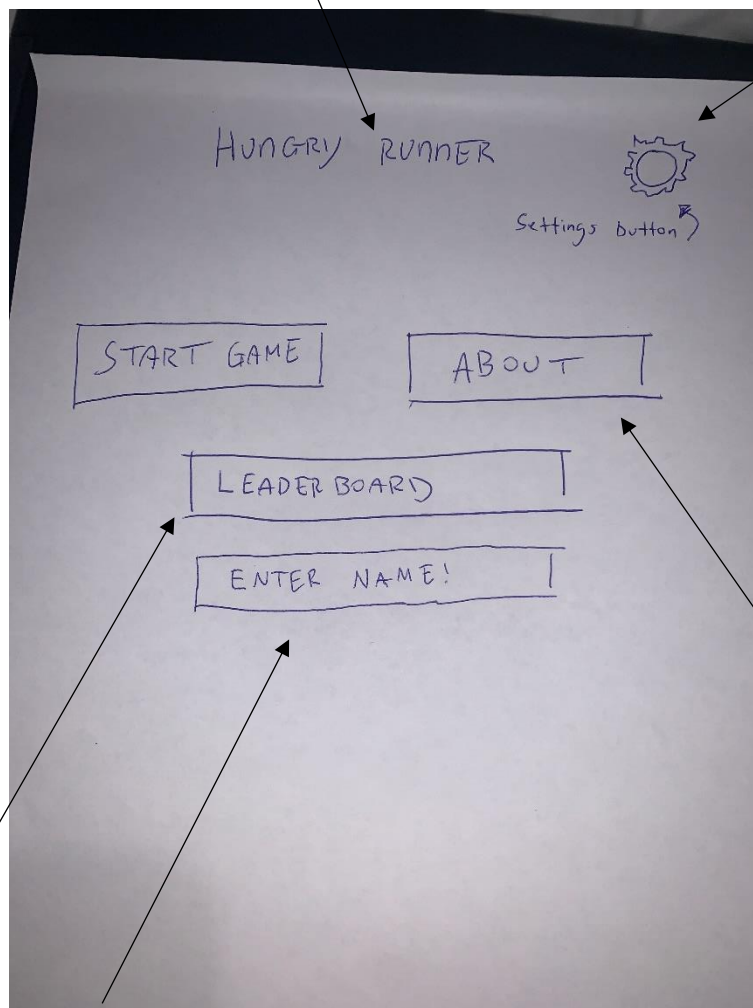 HUNGRY RUNNER
Settings button
START GAME
ABOUT
LEADERBOARD
ENTER NAME!